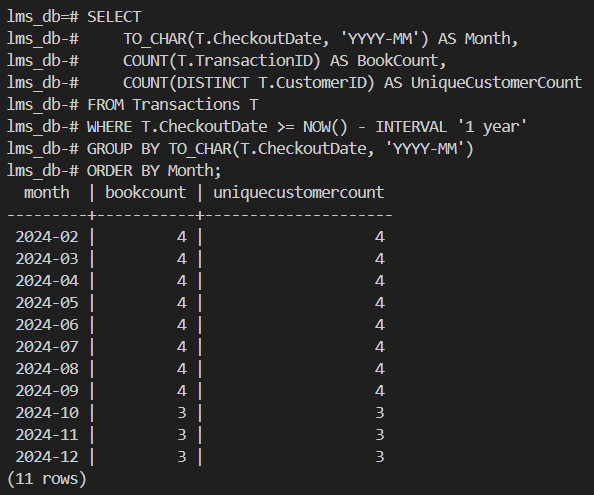 lms_db=# SELECT
lms_db-#     TO_CHAR(T.CheckoutDate, 'YYYY-MM') AS Month,
lms_db-#     COUNT(T.TransactionID) AS BookCount,
lms_db-#     COUNT(DISTINCT T.CustomerID) AS UniqueCustomerCount
lms_db-# FROM Transactions T
lms_db-# WHERE T.CheckoutDate >= NOW() - INTERVAL '1 year'
lms_db-# GROUP BY TO_CHAR(T.CheckoutDate, 'YYYY-MM')
lms_db-# ORDER BY Month;
  month  | bookcount | uniquecustomercount
---------+-----------+---------------------
 2024-02 |         4 |                   4
 2024-03 |         4 |                   4
 2024-04 |         4 |                   4
 2024-05 |         4 |                   4
 2024-06 |         4 |                   4
 2024-07 |         4 |                   4
 2024-08 |         4 |                   4
 2024-09 |         4 |                   4
 2024-10 |         3 |                   3
 2024-11 |         3 |                   3
 2024-12 |         3 |                   3
(11 rows)